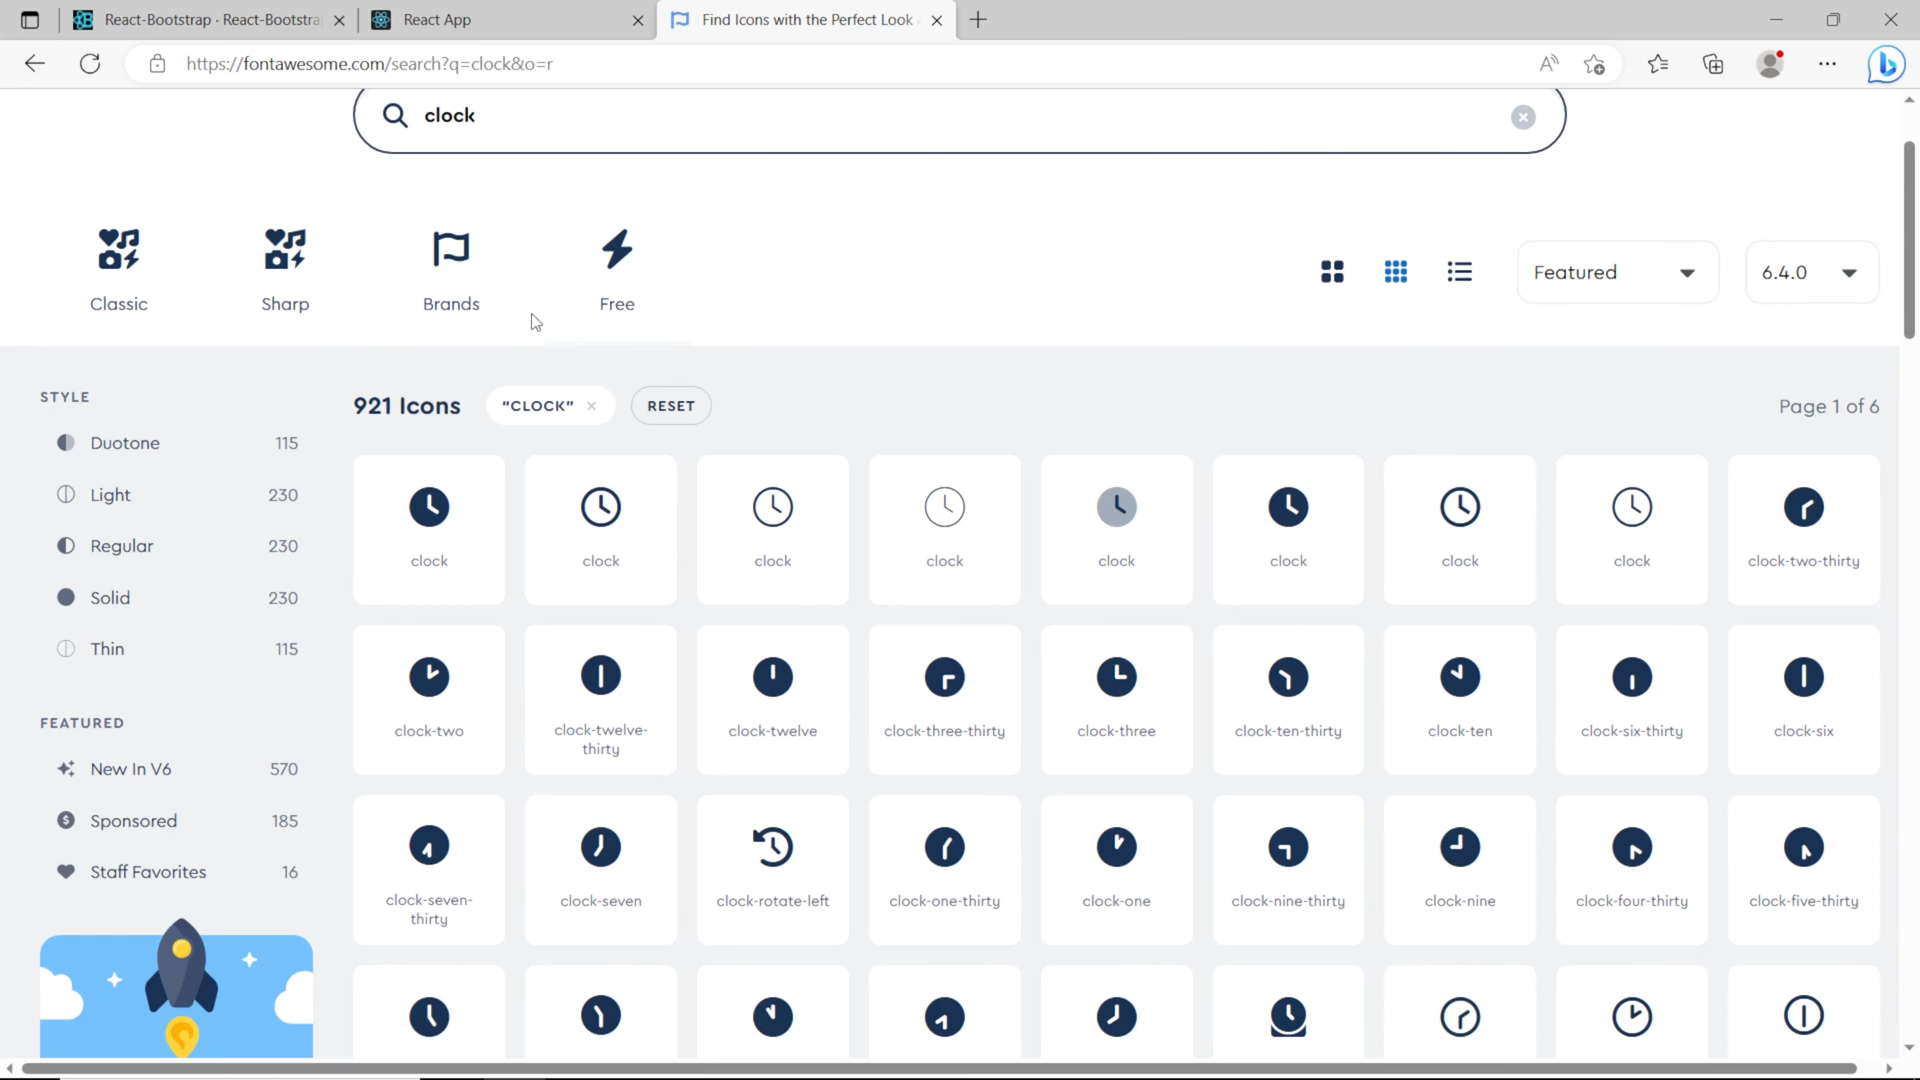 React-Bootstrap · React-Bootstra
React App
Find Icons with the Perfect Look
https://fontawesome.com/search?q=clock&o=r
clock
Classic
Sharp
Brands
Free
Featured
6.4.0
STYLE
Duotone 115
Light 230
Regular 230
Solid 230
Thin 115
FEATURED
New In V6 570
Sponsored 185
Staff Favorites 16
921 Icons
"CLOCK"
RESET
Page 1 of 6
clock
clock
clock
clock
clock
clock
clock
clock
clock-two-thirty
clock-two
clock-twelve-
thirty
clock-twelve
clock-three-thirty
clock-three
clock-ten-thirty
clock-ten
clock-six-thirty
clock-six
clock-seven-
thirty
clock-seven
clock-rotate-left
clock-one-thirty
clock-one
clock-nine-thirty
clock-nine
clock-four-thirty
clock-five-thirty